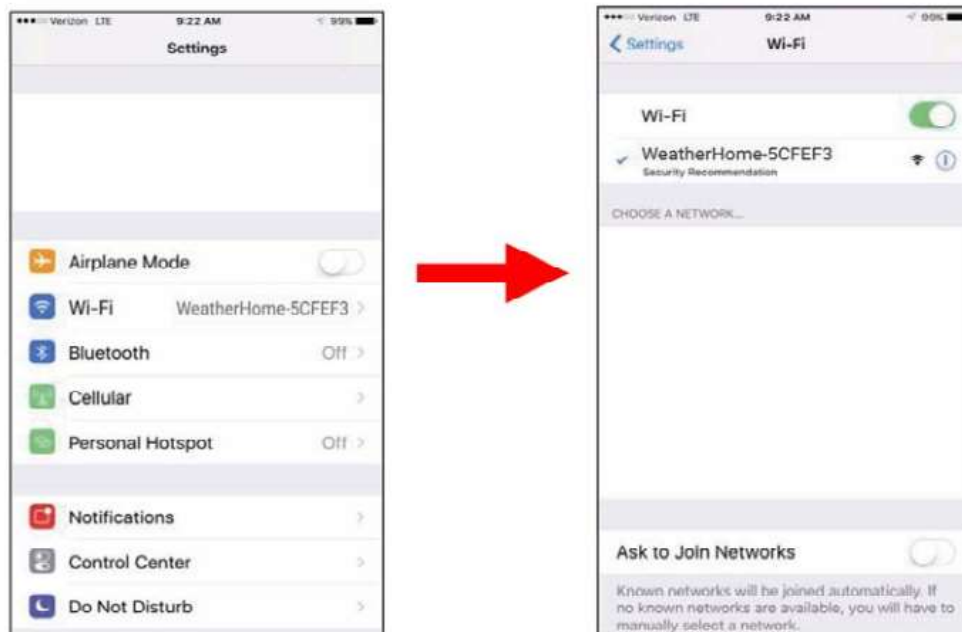 Verizon LTE 9:22 AM 99%
Settings
Airplane Mode
Wi-Fi WeatherHome-5CFEF3
Bluetooth Off
Cellular
Personal Hotspot Off
Notifications
Control Center
Do Not Disturb
Verizon LTE 9:22 AM 99%
Settings Wi-Fi
Wi-Fi
WeatherHome-5CFEF3
Security Recommendation
CHOOSE A NETWORK...
Ask to Join Networks
Known networks will be joined automatically. If
no known networks are available, you will have to
manually select a network.